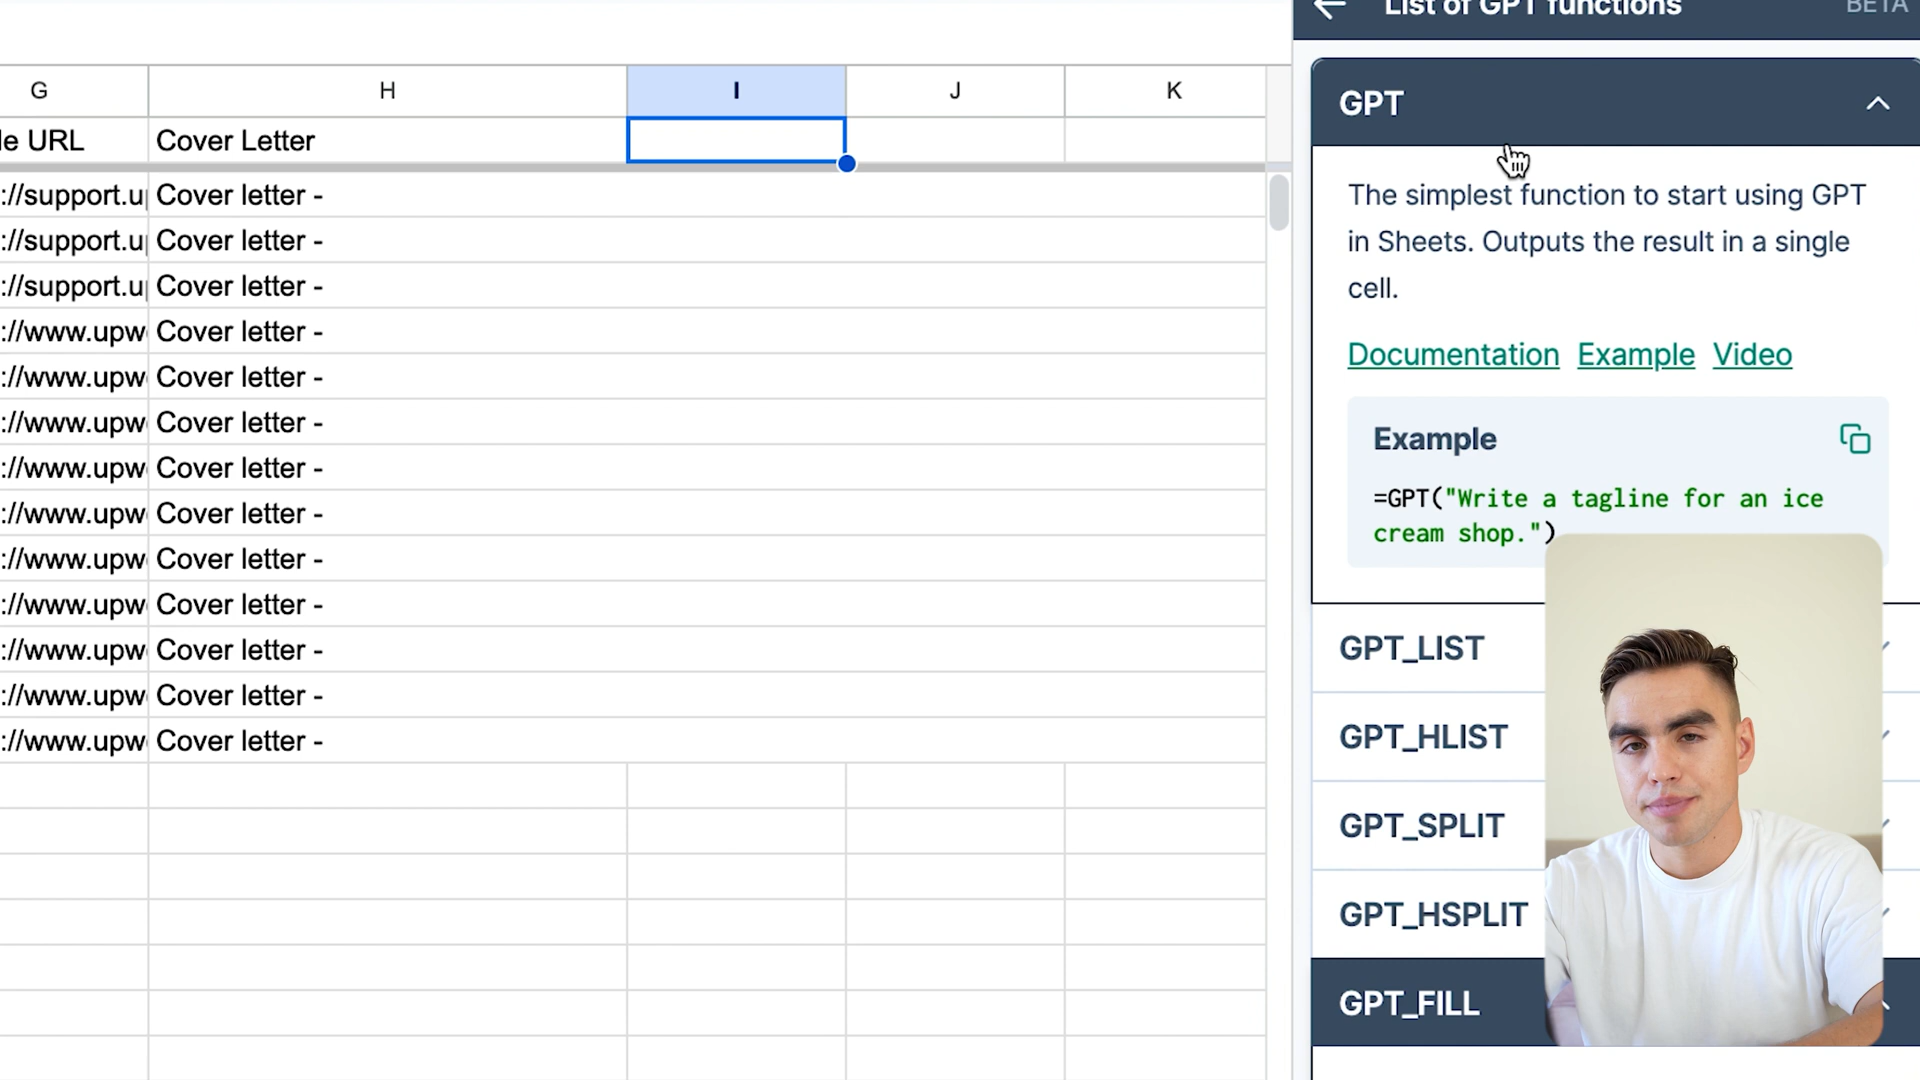 List of GPT functions
BETA
G H I J K
le URL Cover Letter
://support.u Cover letter -
://support.u Cover letter -
://support.u Cover letter -
://www.upw Cover letter -
://www.upw Cover letter -
://www.upw Cover letter -
://www.upw Cover letter -
://www.upw Cover letter -
://www.upw Cover letter -
://www.upw Cover letter -
://www.upw Cover letter -
://www.upw Cover letter -
://www.upw Cover letter -
GPT
The simplest function to start using GPT
in Sheets. Outputs the result in a single
cell.
Documentation Example Video
Example
=GPT("Write a tagline for an ice
cream shop.")
GPT_LIST
GPT_HLIST
GPT_SPLIT
GPT_HSPLIT
GPT_FILL